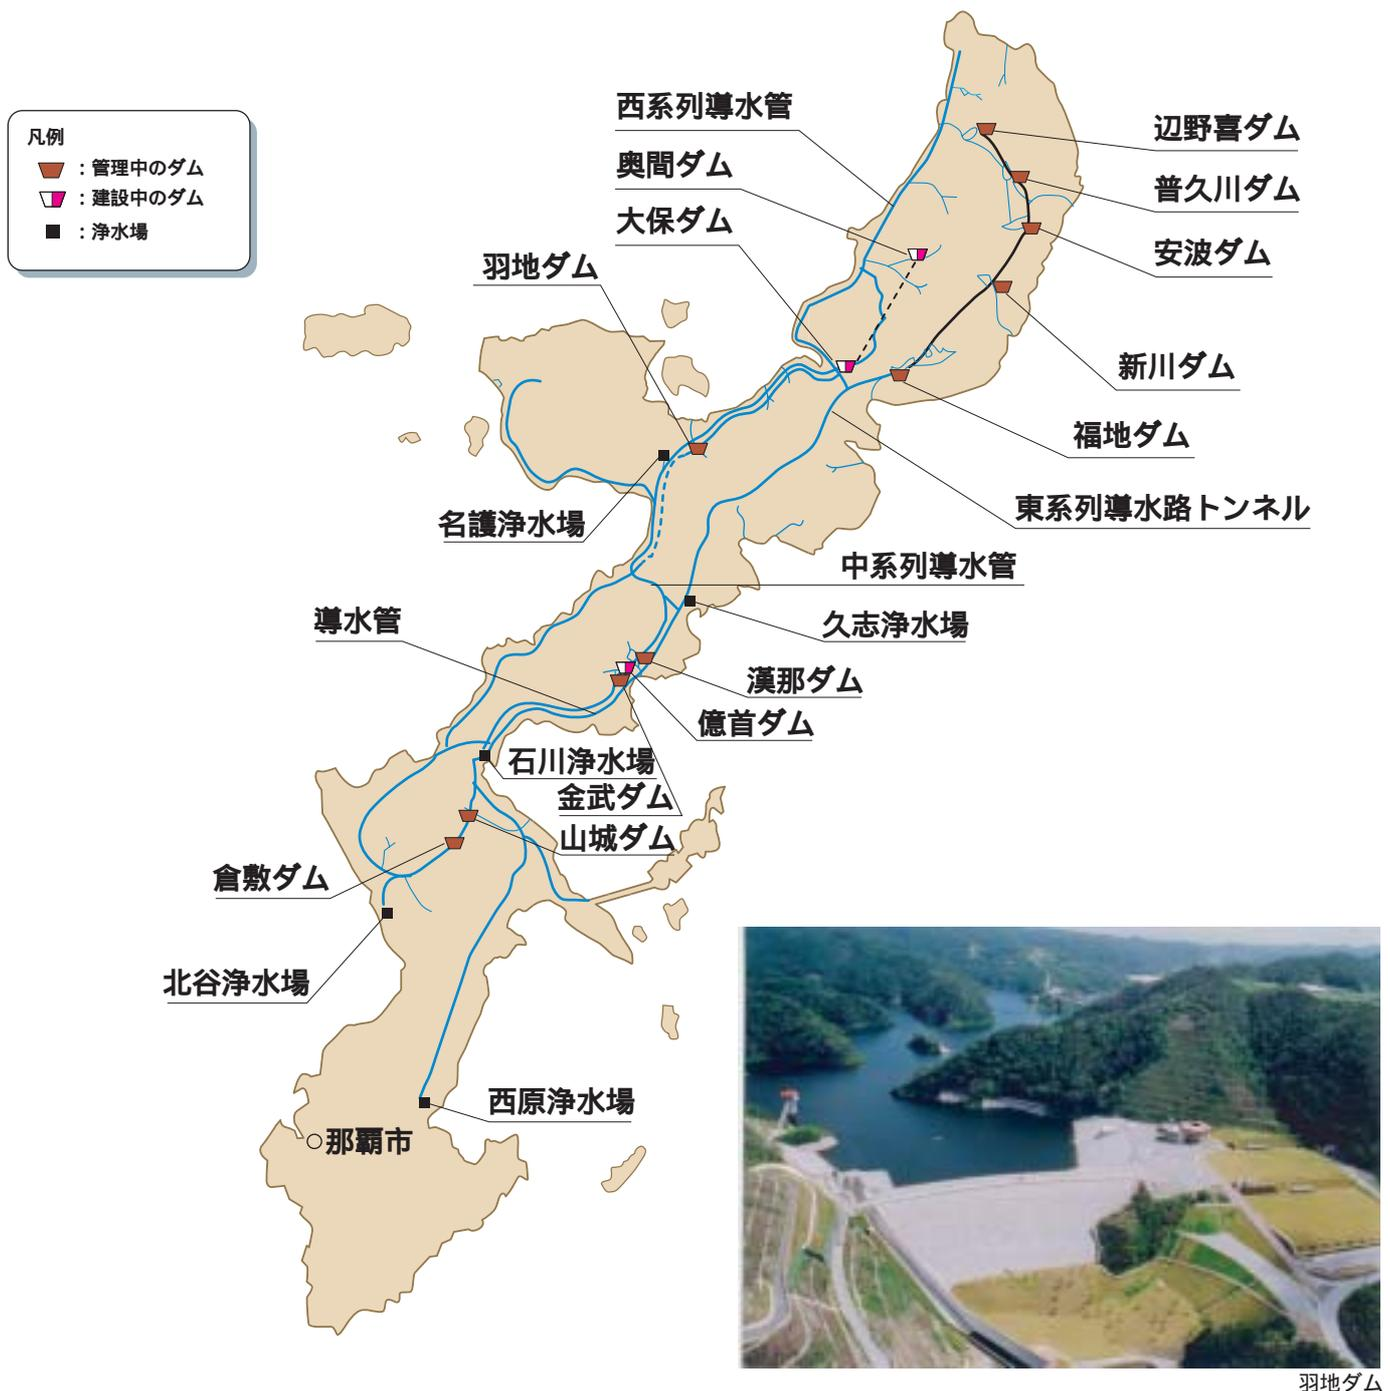 凡例
：管理中のダム
：建設中のダム
：浄水場
西系列導水管
奥間ダム
大保ダム
羽地ダム
辺野喜ダム
普久川ダム
安波ダム
新川ダム
福地ダム
東系列導水路トンネル
名護浄水場
中系列導水管
導水管
久志浄水場
漢那ダム
億首ダム
石川浄水場
金武ダム
山城ダム
倉敷ダム
北谷浄水場
西原浄水場
那覇市
羽地ダム